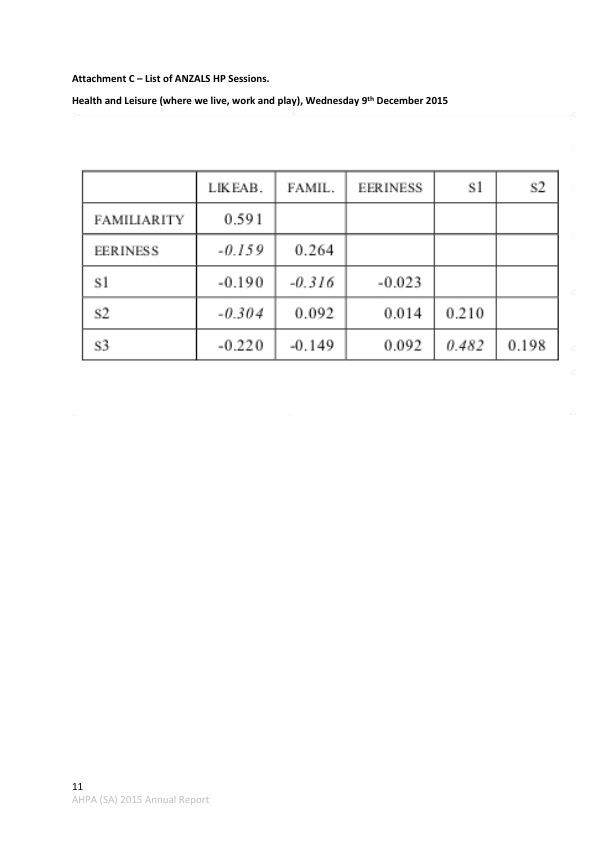 Attachment C – List of ANZALS HP Sessions.
Health and Leisure (where we live, work and play), Wednesday 9th December 2015
LIKEAB. FAMIL. EERINESS S1 S2
FAMILIARITY 0.591
EERINESS -0.159 0.264
S1 -0.190 -0.316 -0.023
S2 -0.304 0.092 0.014 0.210
S3 -0.220 -0.149 0.092 0.482 0.198
11
AHPA (SA) 2015 Annual Report